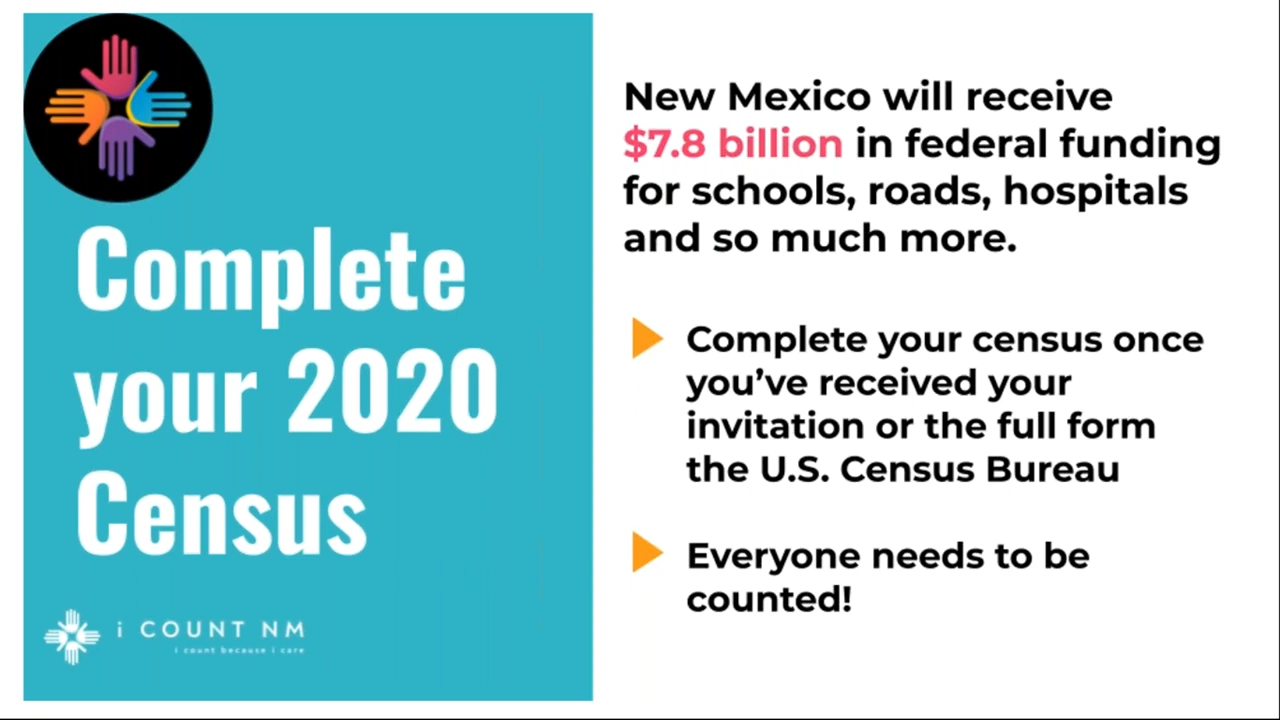 Complete
your 2020
Census
i COUNT NM
i count because i care
New Mexico will receive
$7.8 billion in federal funding
for schools, roads, hospitals
and so much more.
Complete your census once
you’ve received your
invitation or the full form
the U.S. Census Bureau
Everyone needs to be
counted!